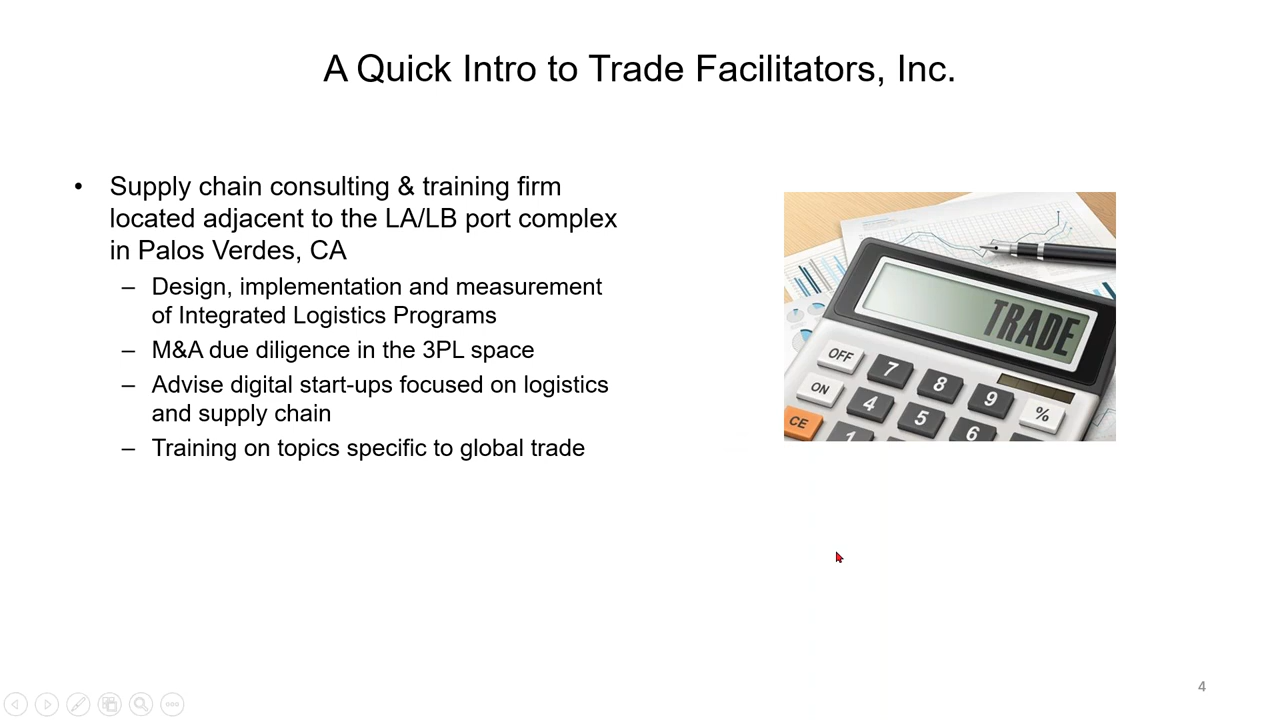 A Quick Intro to Trade Facilitators, Inc.
• Supply chain consulting & training firm
located adjacent to the LA/LB port complex
in Palos Verdes, CA
– Design, implementation and measurement
of Integrated Logistics Programs
– M&A due diligence in the 3PL space
– Advise digital start-ups focused on logistics
and supply chain
– Training on topics specific to global trade
TRADE
OFF 7 8 9 %
ON 4 5 6
CE 1
4